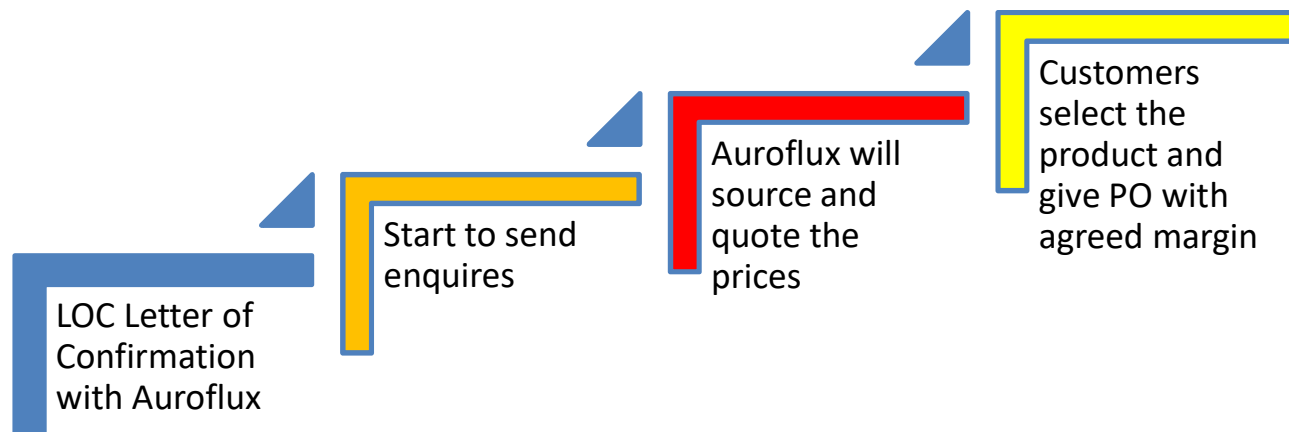 LOC Letter of
Confirmation
with Auroflux
Start to send
enquires
Auroflux will
source and
quote the
prices
Customers
select the
product and
give PO with
agreed margin